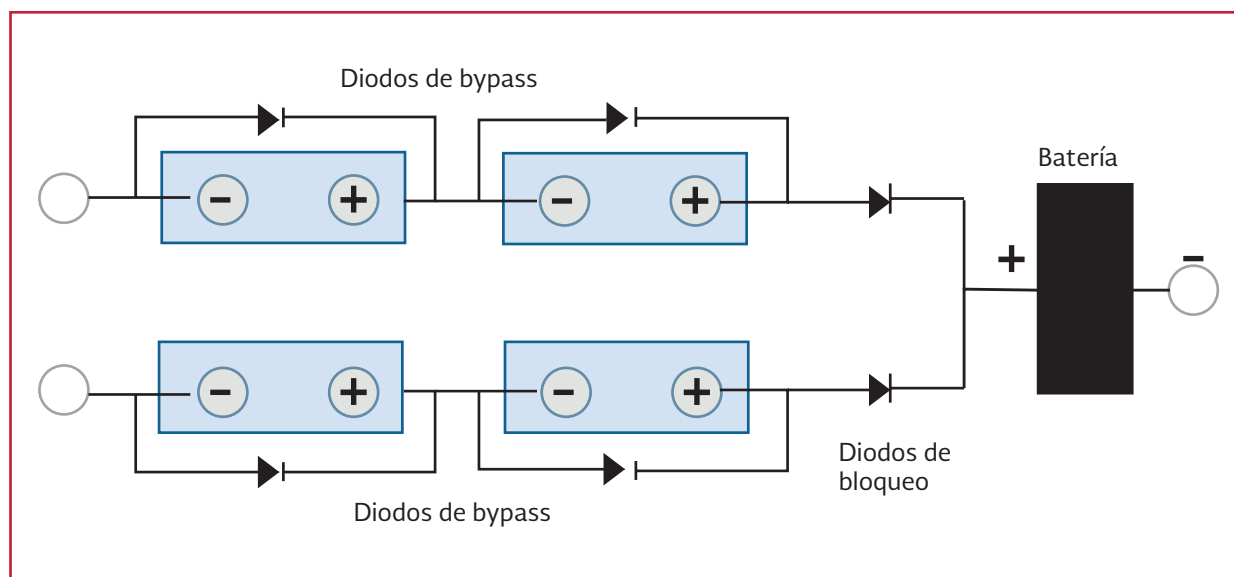 Diodos de bypass
- + - +
Batería
+ -
- + - +
Diodos de
bloqueo
Diodos de bypass